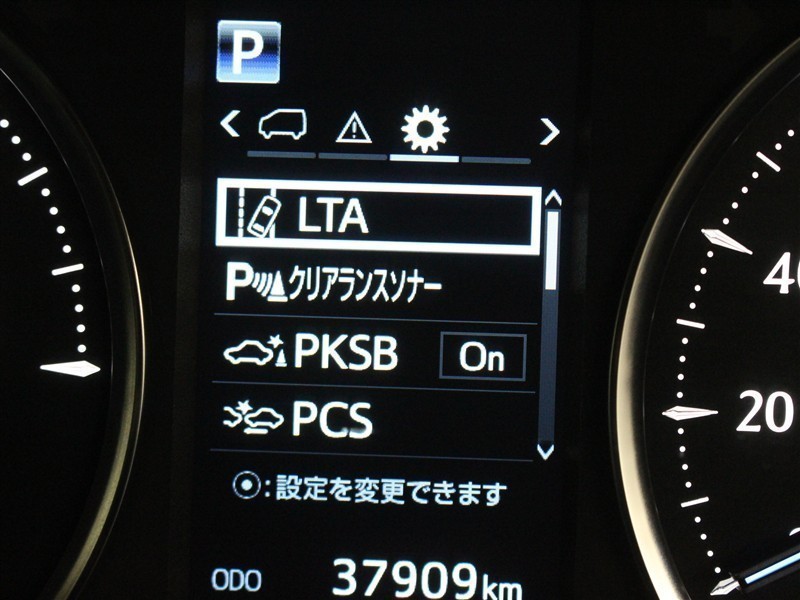 P
LTA
Pクリアランスソナー
PKSB On
PCS
:設定を変更できます
ODO 37909km
20